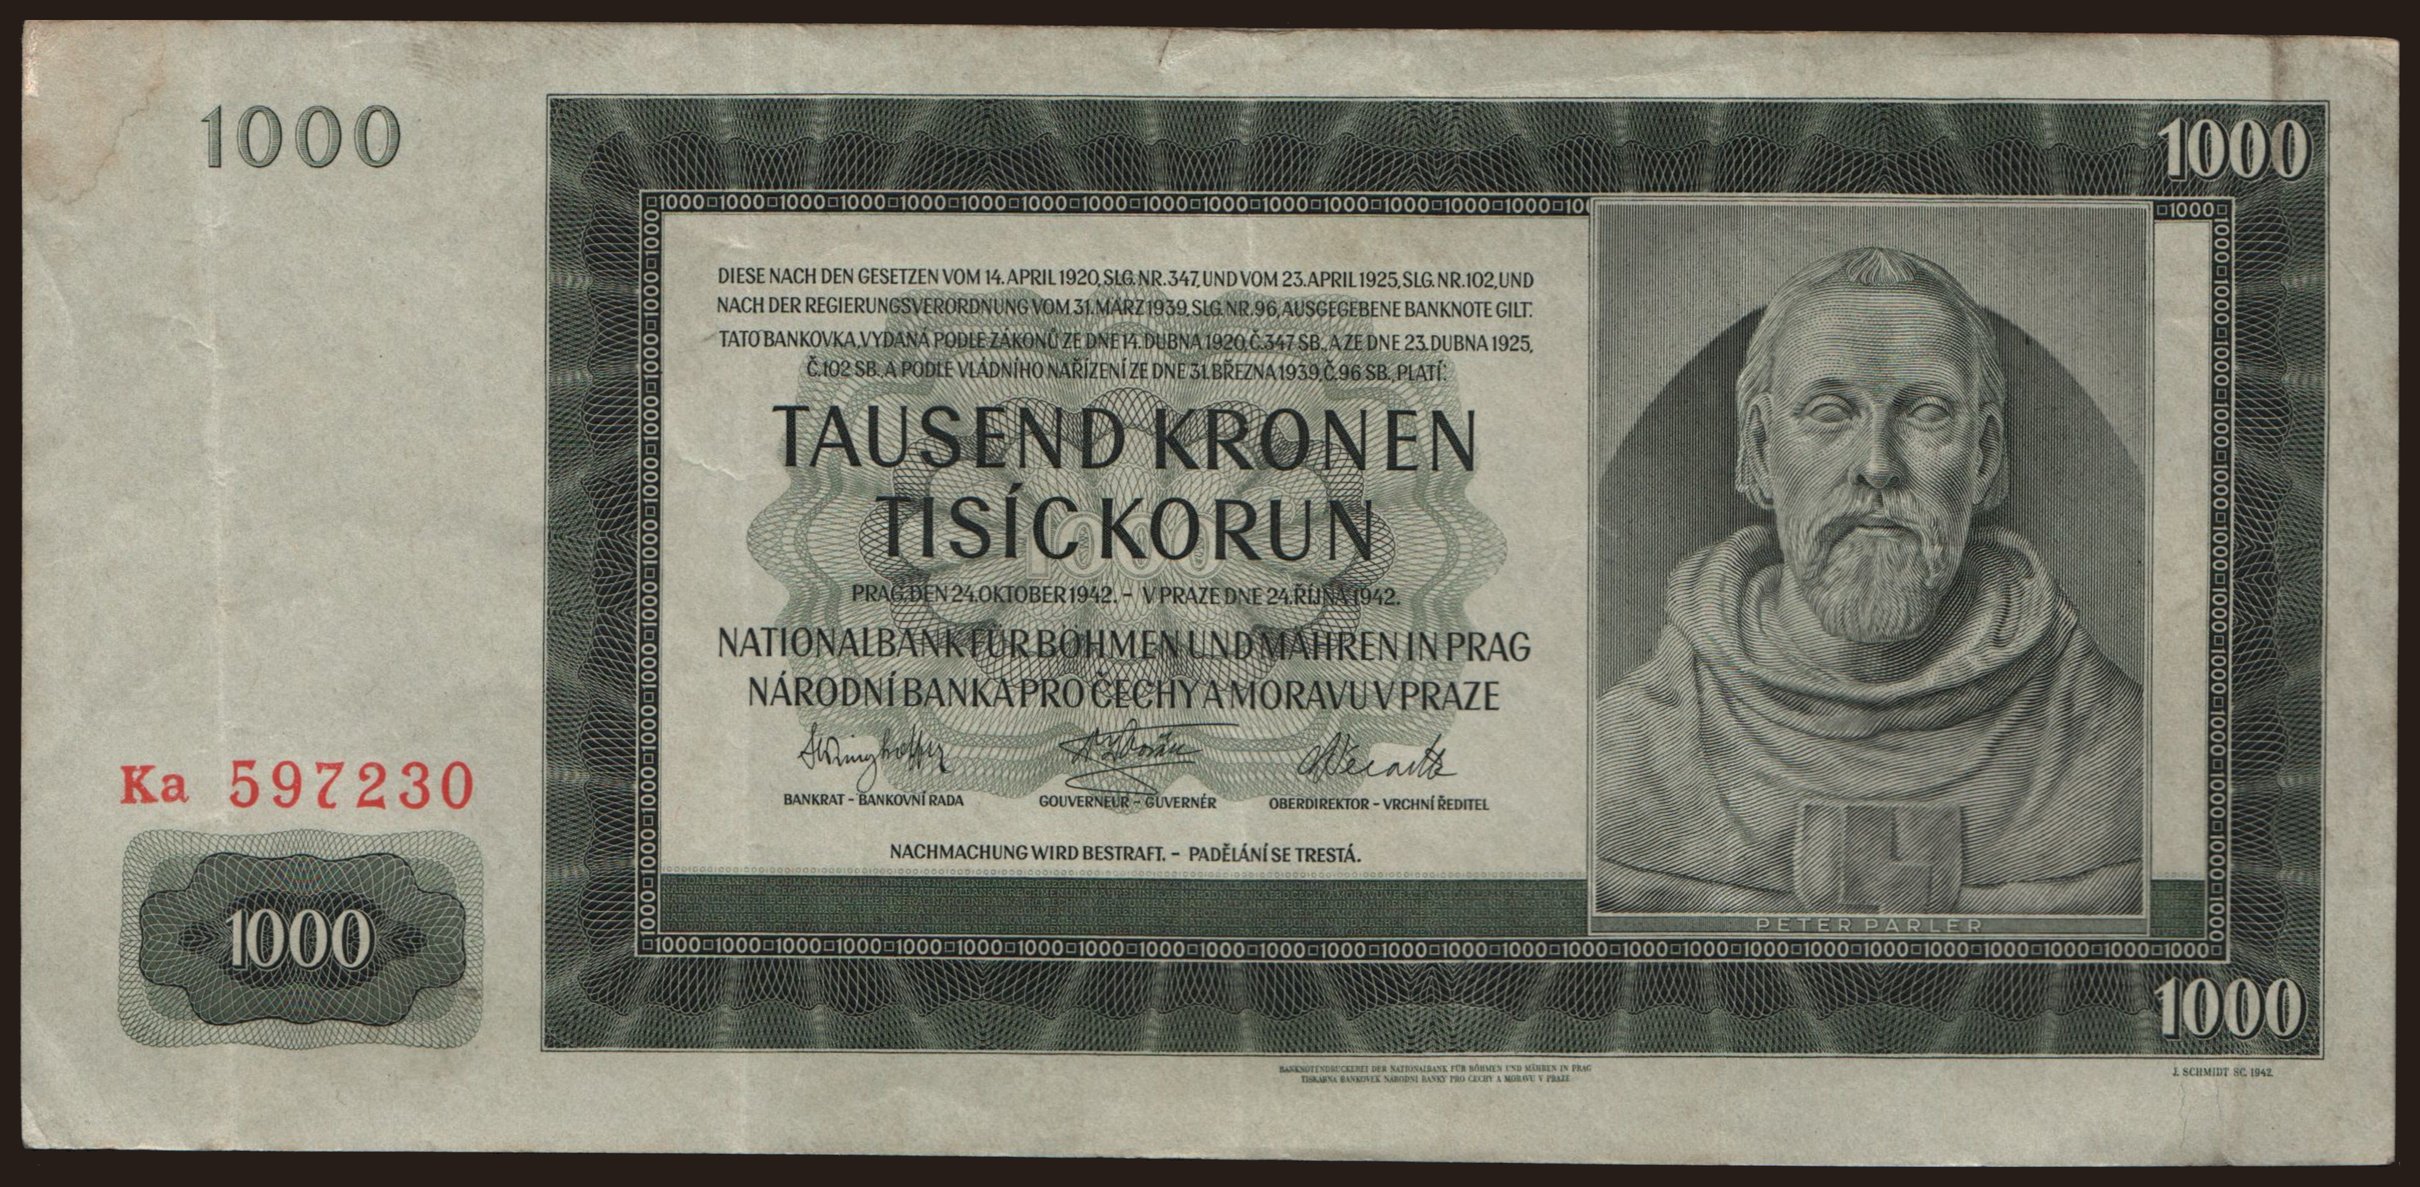 1000
1000
DIESE NACH DEN GESETZEN VOM 14. APRIL 1920, SLG. NR. 347, UND VOM 23. APRIL 1925, SLG. NR. 102, UND
NACH DER REGIERUNGSVERORDNUNG VOM 31. MÄRZ 1939, SLG. NR. 96, AUSGEGEBENE BANKNOTE GILT:
TATO BANKOVKA, VYDANÁ PODLE ZÁKONŮ ZE DNE 14. DUBNA 1920, Č. 347 SB., A ZE DNE 23. DUBNA 1925,
Č. 102 SB., A PODLE VLÁDNÍHO NAŘÍZENÍ ZE DNE 31. BŘEZNA 1939, Č. 96 SB., PLATÍ:
TAUSEND KRONEN
TISÍC KORUN
1000
PRAG, DEN 24. OKTOBER 1942. – V PRAZE DNE 24. ŘÍJNA 1942.
NATIONALBANK FÜR BÖHMEN UND MÄHREN IN PRAG
NÁRODNÍ BANKA PRO ČECHY A MORAVU V PRAZE
BANKRAT – BANKOVNÍ RADA
GOUVERNEUR – GUVERNÉR
OBERDIREKTOR – VRCHNÍ ŘEDITEL
NACHMACHUNG WIRD BESTRAFT. – PADĚLÁNÍ SE TRESTÁ.
Ka 597230
1000
PETER PARLER
1000
BANKNOTENDRUCKEREI DER NATIONALBANK FÜR BÖHMEN UND MÄHREN IN PRAG
TISKÁRNA BANKOVEK NÁRODNÍ BANKY PRO ČECHY A MORAVU V PRAZE
J. SCHMIDT SC. 1942.